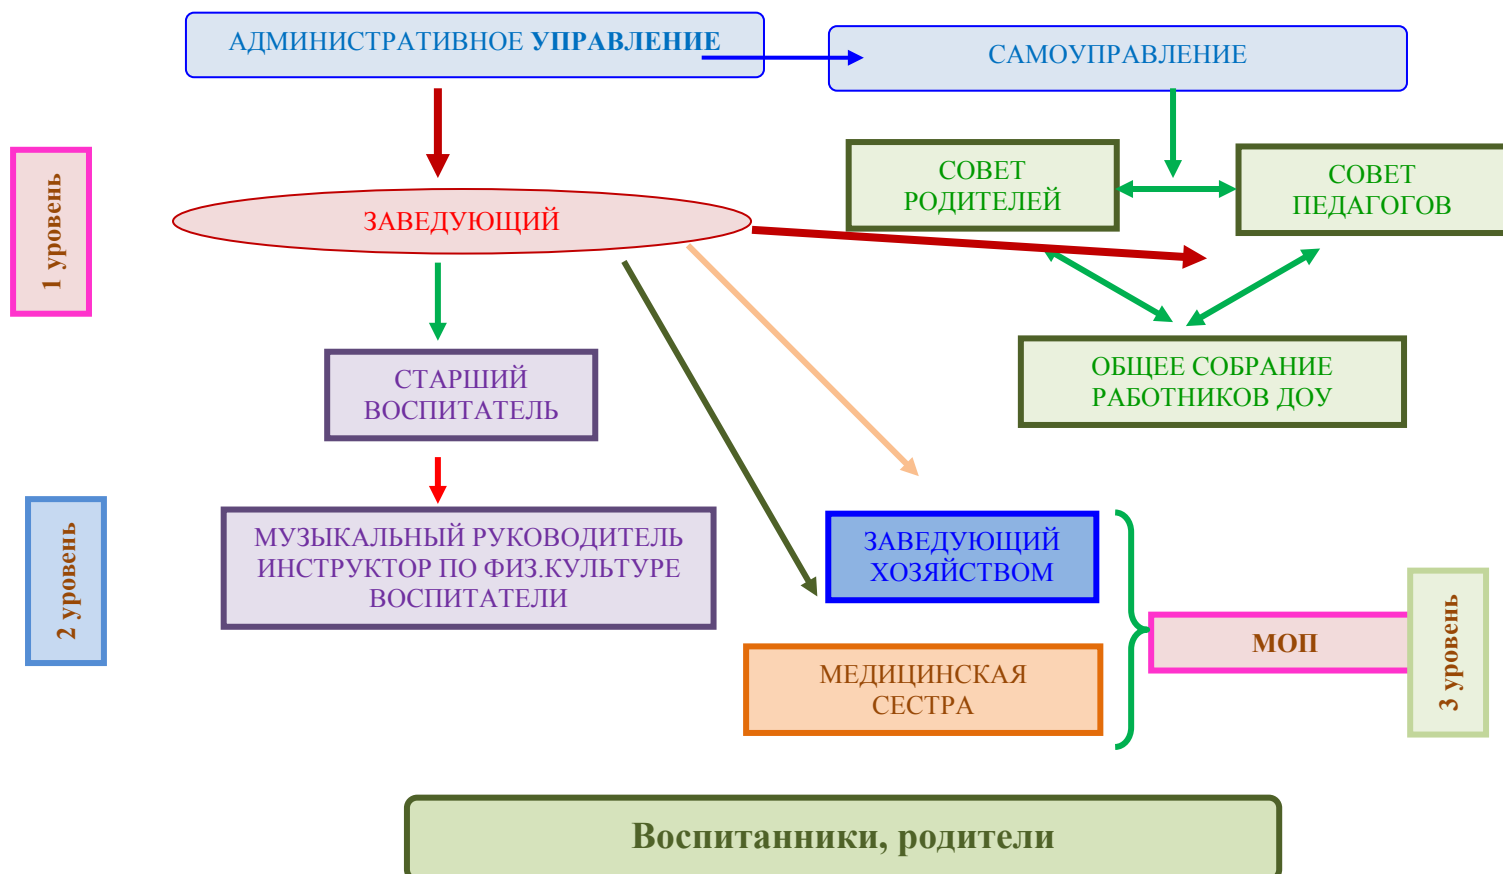 АДМИНИСТРАТИВНОЕ УПРАВЛЕНИЕ
САМОУПРАВЛЕНИЕ
1 уровень
ЗАВЕДУЮЩИЙ
СОВЕТ
РОДИТЕЛЕЙ
СОВЕТ
ПЕДАГОГОВ
СТАРШИЙ
ВОСПИТАТЕЛЬ
ОБЩЕЕ СОБРАНИЕ
РАБОТНИКОВ ДОУ
2 уровень
МУЗЫКАЛЬНЫЙ РУКОВОДИТЕЛЬ
ИНСТРУКТОР ПО ФИЗ.КУЛЬТУРЕ
ВОСПИТАТЕЛИ
ЗАВЕДУЮЩИЙ
ХОЗЯЙСТВОМ
МЕДИЦИНСКАЯ
СЕСТРА
МОП
3 уровень
Воспитанники, родители